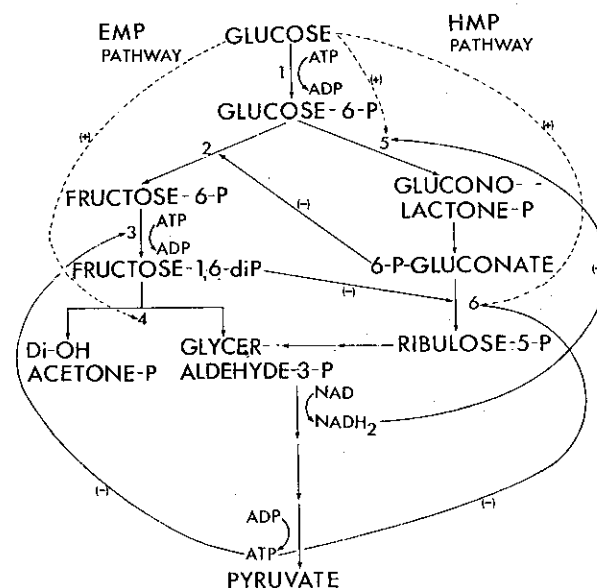 EMP
PATHWAY
GLUCOSE
HMP
PATHWAY
1
ATP
ADP
(+)
GLUCOSE-6-P
(+)
(+)
2
5
FRUCTOSE-6-P
GLUCONO-
LACTONE-P
(-)
3
ATP
ADP
FRUCTOSE-1,6-diP
6-P-GLUCONATE
(-)
(-)
4
6
Di-OH
ACETONE-P
GLYCER-
ALDEHYDE-3-P
RIBULOSE-5-P
NAD
NADH2
(-)
(-)
ADP
ATP
PYRUVATE